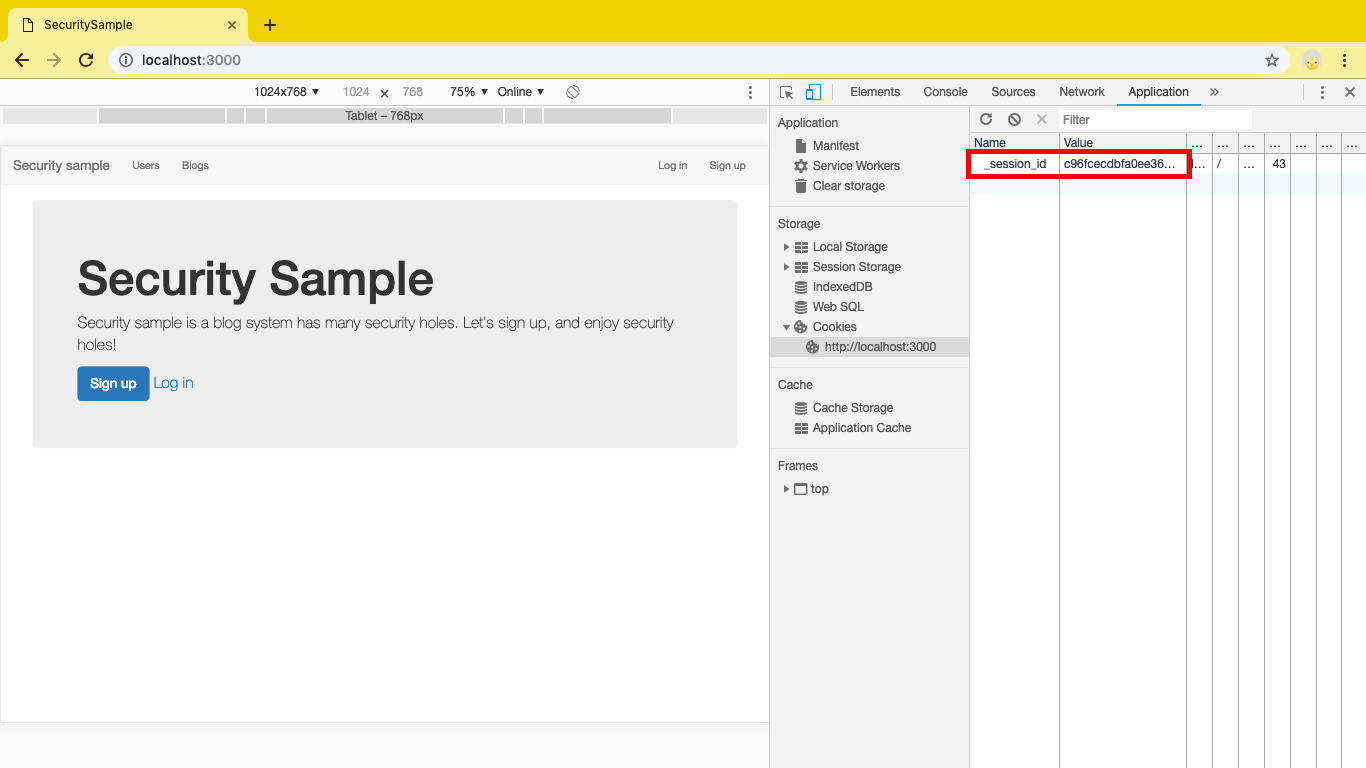 SecuritySample
localhost:3000
1024x768 ▼ 1024 × 768 75% ▼ Online ▼
Tablet – 768px
Security sample Users Blogs Log in Sign up
Security Sample
Security sample is a blog system has many security holes. Let's sign up, and enjoy security
holes!
Sign up Log in
Elements Console Sources Network Application »
Application
Manifest
Service Workers
Clear storage
Storage
Local Storage
Session Storage
IndexedDB
Web SQL
Cookies
http://localhost:3000
Cache
Cache Storage
Application Cache
Frames
top
Filter
Name Value ... ... ... ... ... ... ...
_session_id c96fcecdbfa0ee36... l... / ... 43